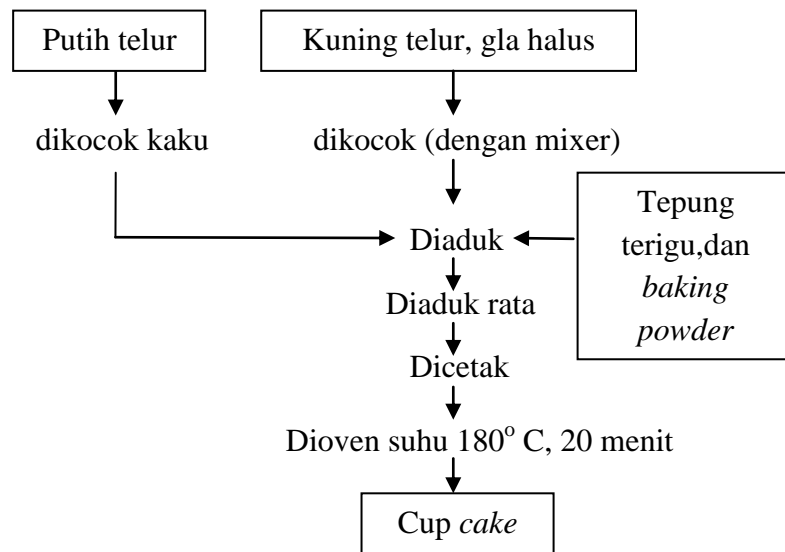 Putih telur
Kuning telur, gla halus
dikocok kaku
dikocok (dengan mixer)
Tepung
terigu,dan
baking
powder
Diaduk
Diaduk rata
Dicetak
Dioven suhu 180° C, 20 menit
Cup cake